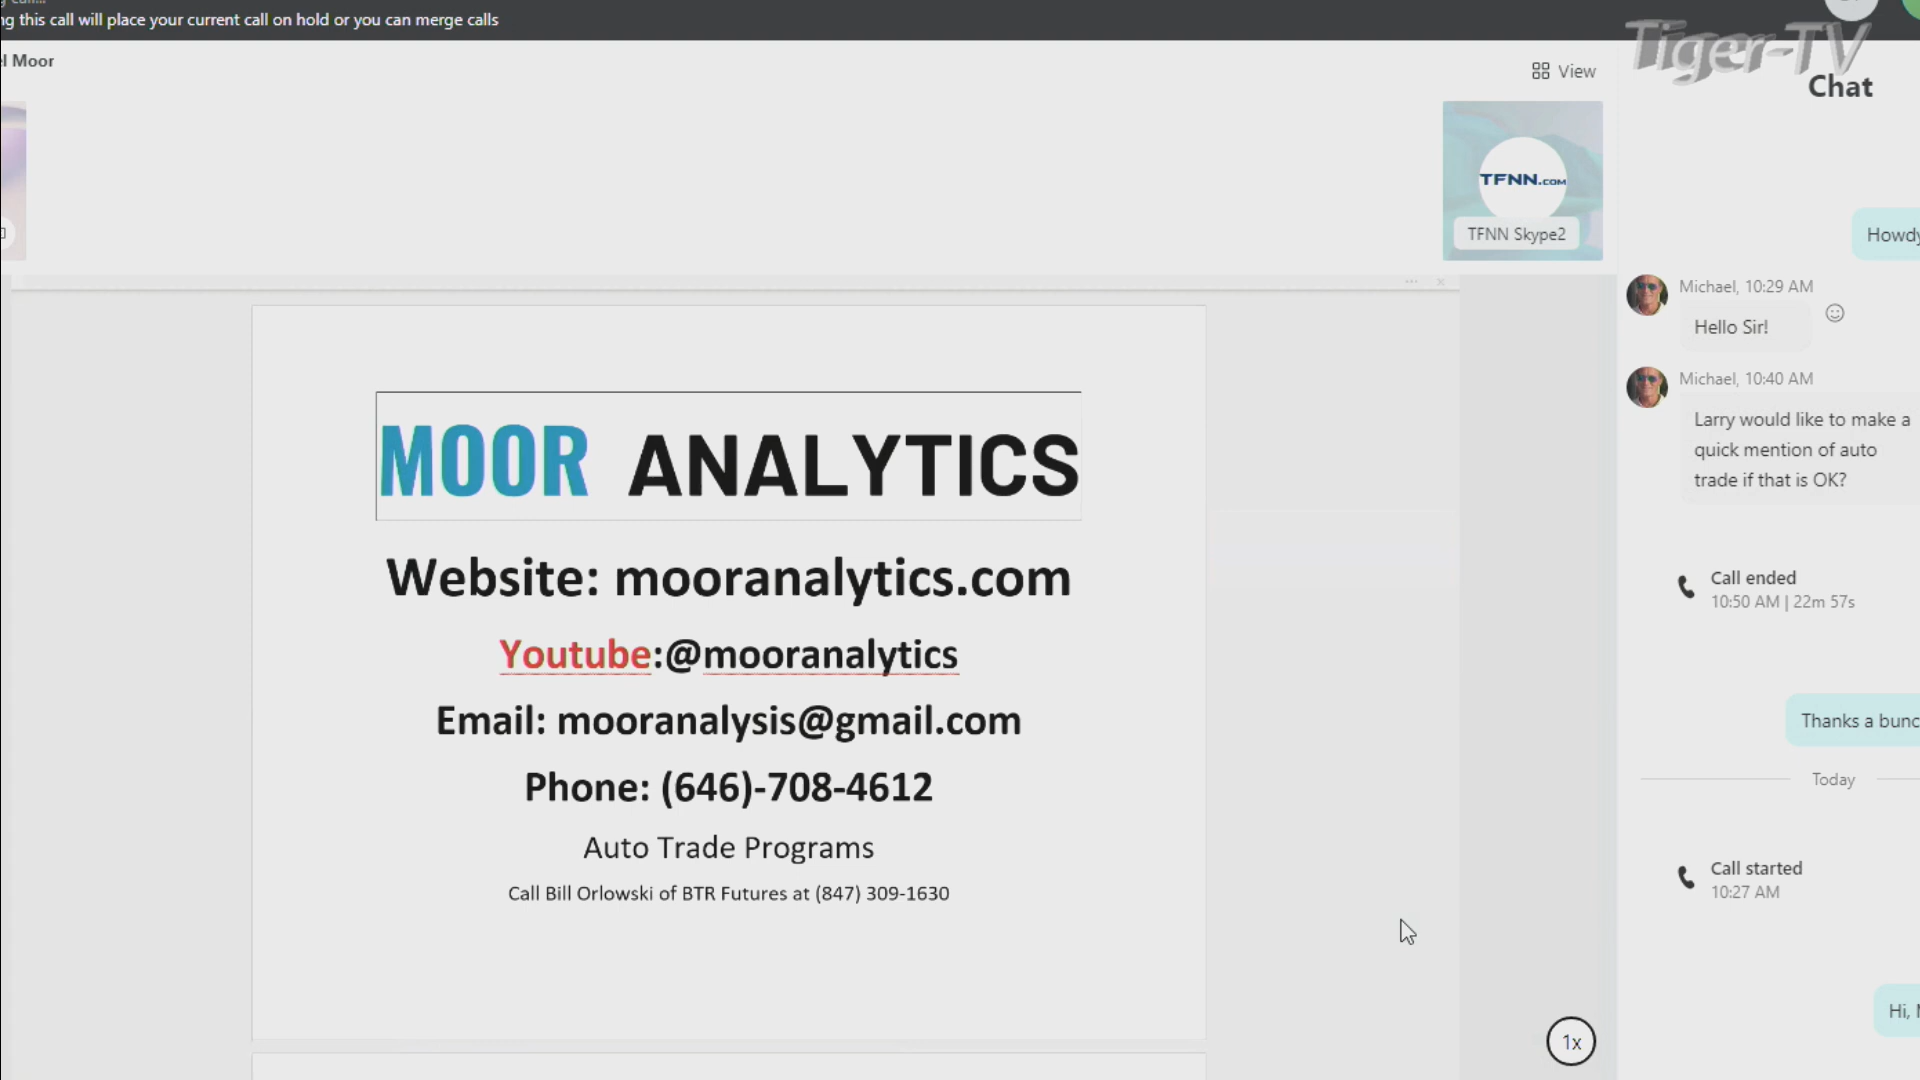 ng this call will place your current call on hold or you can merge calls
Tiger-TV
l Moor
View
Chat
TFNN.COM
TFNN Skype2
Howdy
Michael, 10:29 AM
Hello Sir!
Michael, 10:40 AM
Larry would like to make a
quick mention of auto
trade if that is OK?
Call ended
10:50 AM | 22m 57s
Thanks a bunc
Today
Call started
10:27 AM
Hi,
MOOR ANALYTICS
Website: mooranalytics.com
Youtube:@mooranalytics
Email: mooranalysis@gmail.com
Phone: (646)-708-4612
Auto Trade Programs
Call Bill Orlowski of BTR Futures at (847) 309-1630
1x